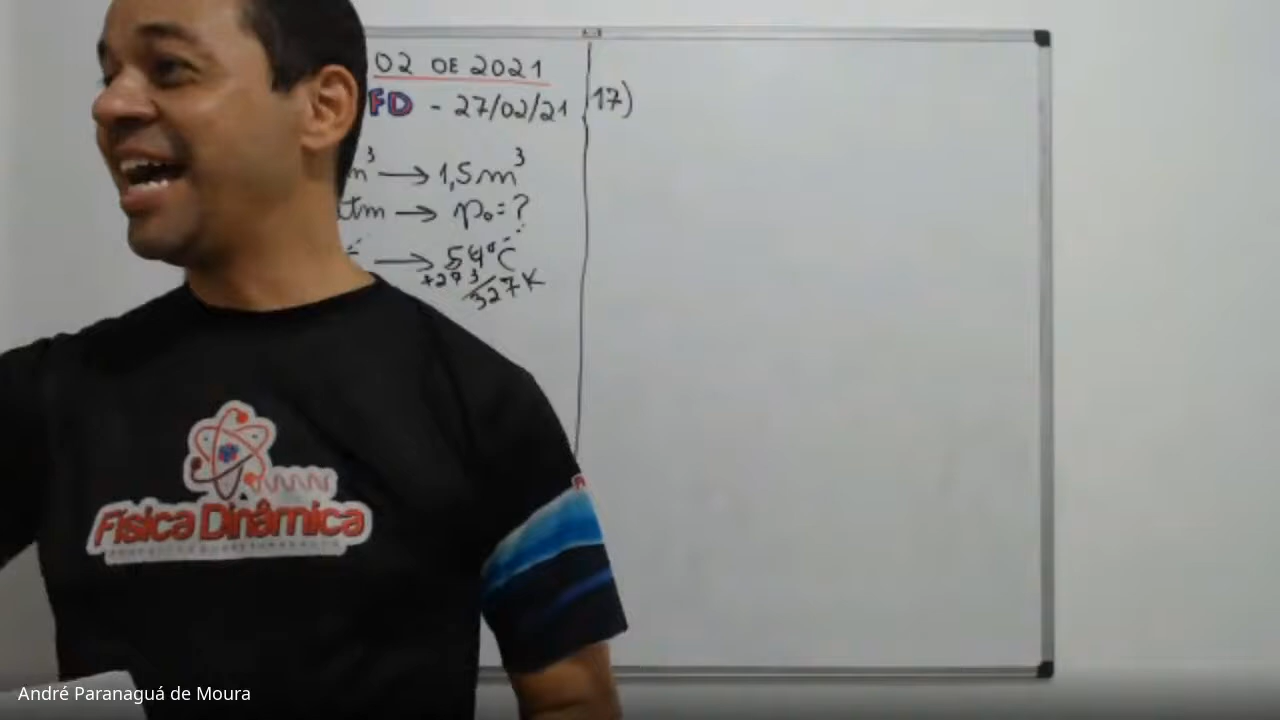 02 DE 2021
FD - 27/02/21
m³ → 1,5 m³
tm → p₀ = ?
→ 54°C
+273
327K
17)
Física Dinâmica
André Paranaguá de Moura